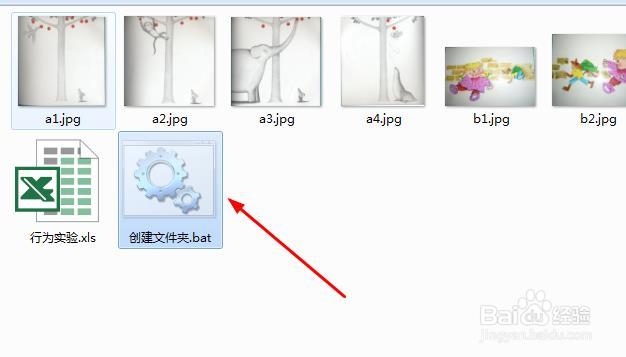 a1.jpg
a2.jpg
a3.jpg
a4.jpg
b1.jpg
b2.jpg
行为实验.xls
创建文件夹.bat
Baidu经验
jingyan.baidu.com